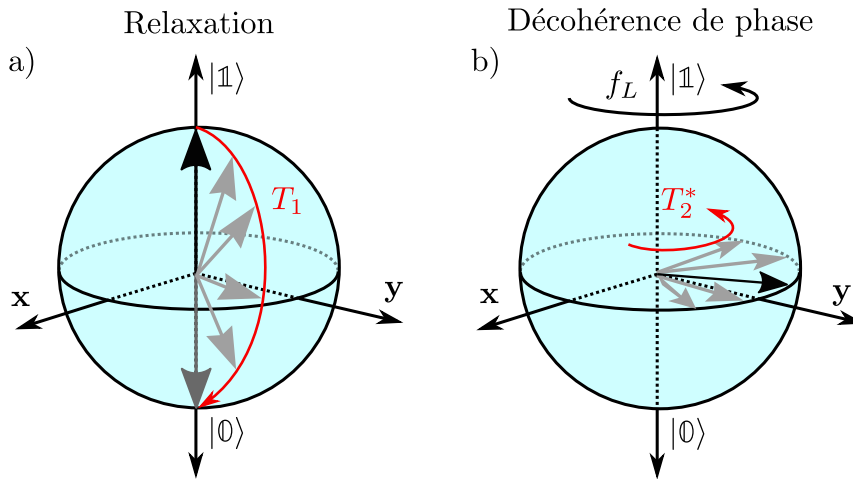 Relaxation
a)
|𝟙⟩
T₁
x
y
|𝟘⟩
Décohérence de phase
b)
f_L
|𝟙⟩
T₂*
x
y
|𝟘⟩